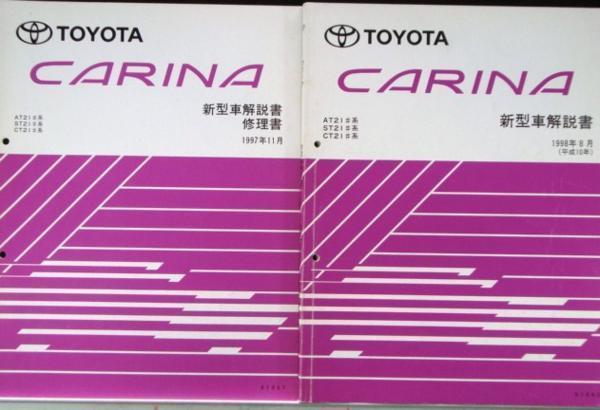 TOYOTA
CARINA
新型車解説書
修理書
1997年11月
AT21#系
ST21#系
CT21#系
TOYOTA
CARINA
新型車解説書
1998年8月
(平成10年)
AT21#系
ST21#系
CT21#系